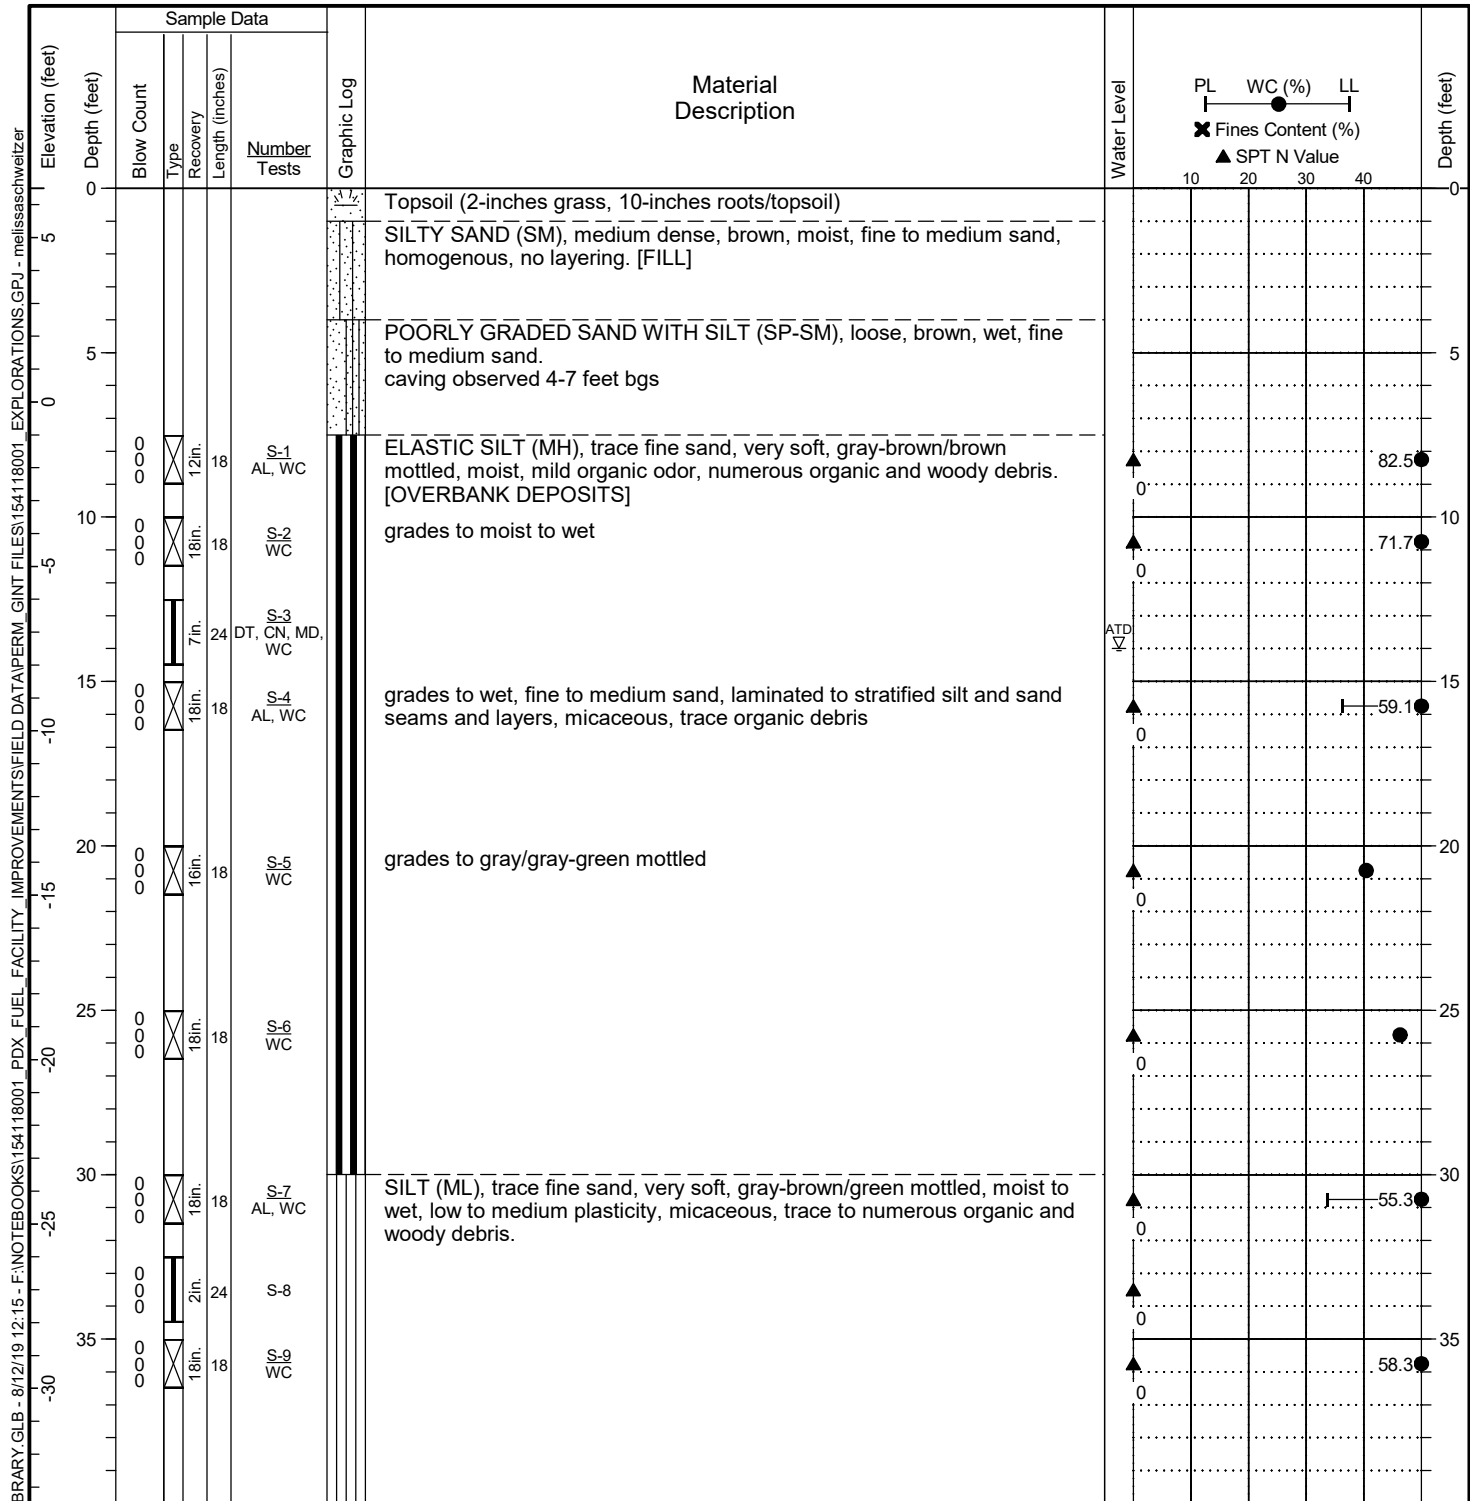 Sample Data
Elevation (feet)
Depth (feet)
Blow Count
Type
Recovery
Length (inches)
Number
Tests
Graphic Log
Material
Description
Water Level
PL WC (%) LL
Fines Content (%)
SPT N Value
Depth (feet)
10 20 30 40
0 0
Topsoil (2-inches grass, 10-inches roots/topsoil)
5
SILTY SAND (SM), medium dense, brown, moist, fine to medium sand,
homogenous, no layering. [FILL]
POORLY GRADED SAND WITH SILT (SP-SM), loose, brown, wet, fine
to medium sand.
caving observed 4-7 feet bgs
5 5
0
0
0
0
12in.
18
S-1
AL, WC
ELASTIC SILT (MH), trace fine sand, very soft, gray-brown/brown
mottled, moist, mild organic odor, numerous organic and woody debris.
[OVERBANK DEPOSITS]
82.5
0
10 10
0
0
0
18in.
18
S-2
WC
grades to moist to wet
71.7
0
-5
7in.
24
S-3
DT, CN, MD,
WC
ATD
15 15
0
0
0
18in.
18
S-4
AL, WC
grades to wet, fine to medium sand, laminated to stratified silt and sand
seams and layers, micaceous, trace organic debris
59.1
0
-10
20 20
0
0
0
16in.
18
S-5
WC
grades to gray/gray-green mottled
0
-15
25 25
0
0
0
18in.
18
S-6
WC
0
-20
30 30
0
0
0
18in.
18
S-7
AL, WC
SILT (ML), trace fine sand, very soft, gray-brown/green mottled, moist to
wet, low to medium plasticity, micaceous, trace to numerous organic and
woody debris.
55.3
0
-25
0
0
0
2in.
24
S-8
0
35 35
0
0
0
18in.
18
S-9
WC
58.3
0
-30
BRARY.GLB - 8/12/19 12:15 - F:\NOTEBOOKS\154118001_PDX_FUEL_FACILITY_IMPROVEMENTS\FIELD DATA\PERM_GINT FILES\154118001_EXPLORATIONS.GPJ - melissaschweitzer